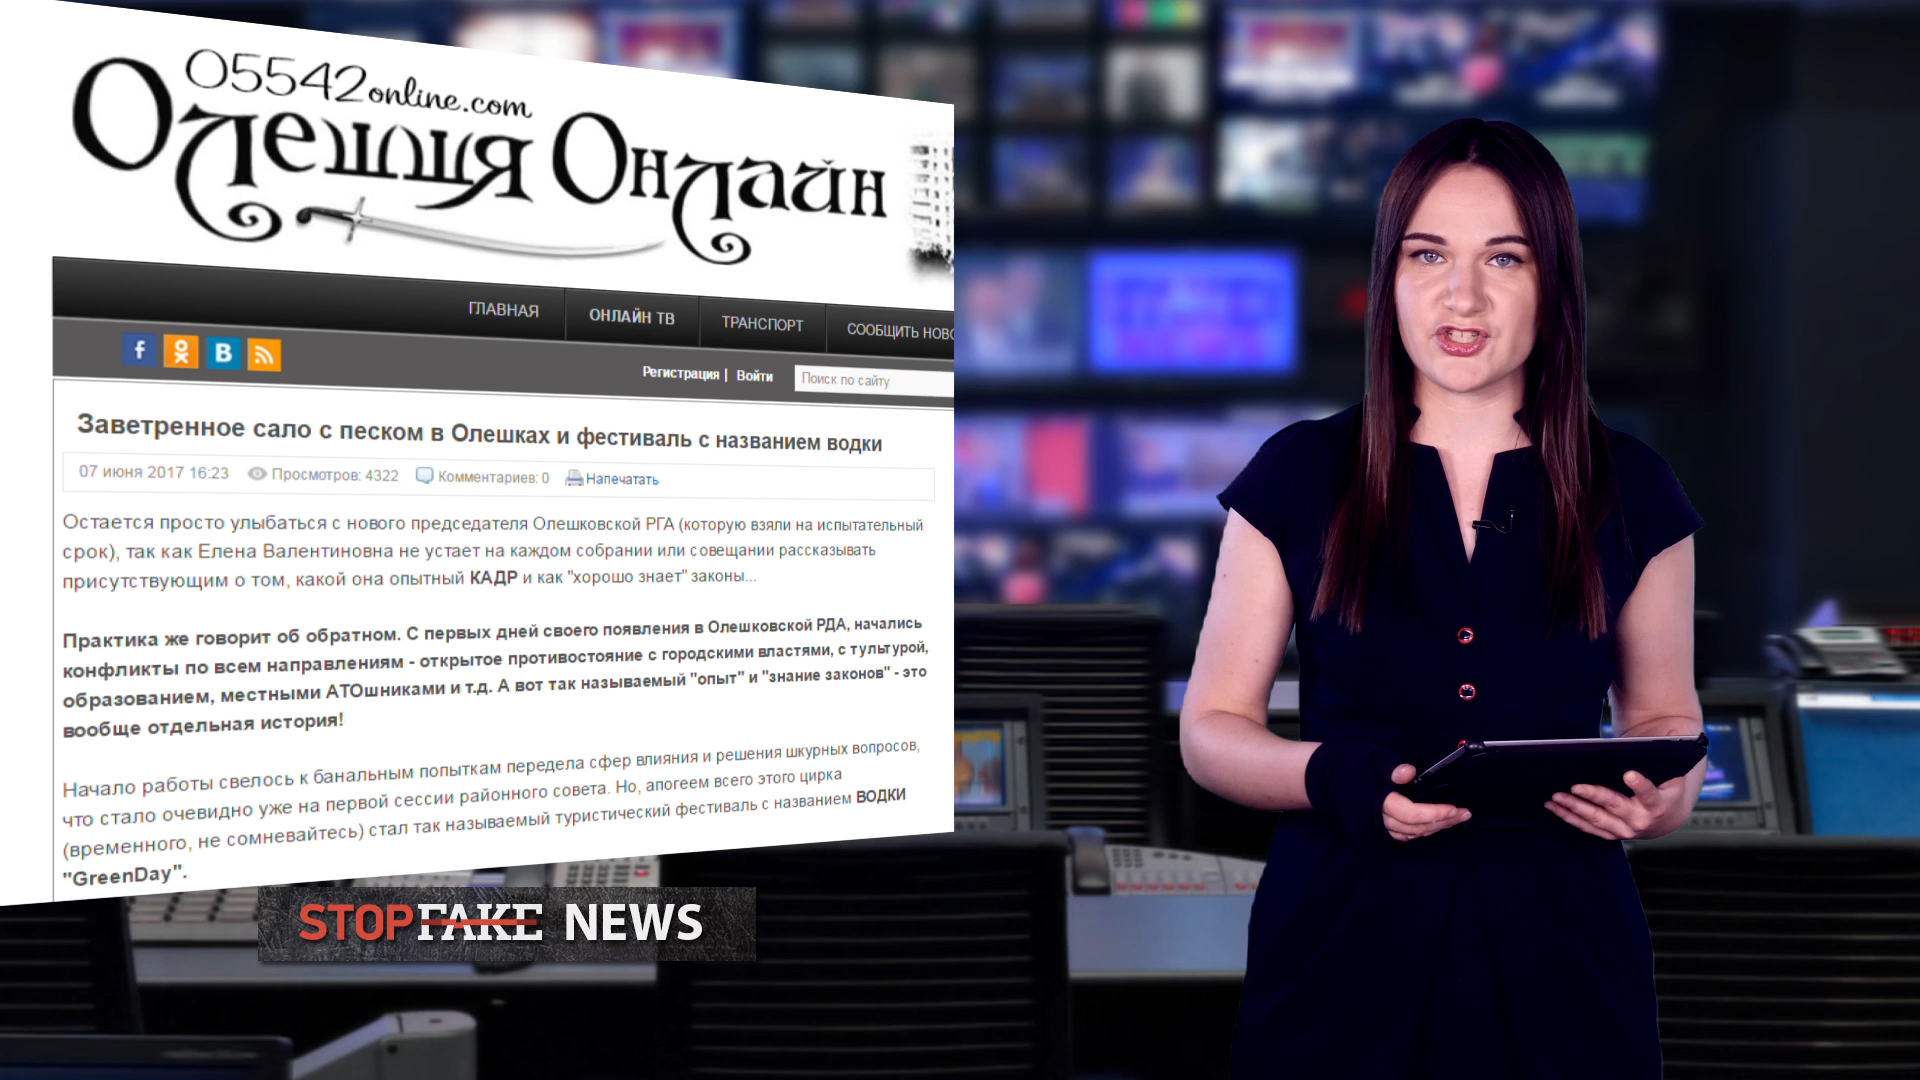 05542online.com
Олешшя Онлайн
ГЛАВНАЯ ОНЛАЙН ТВ ТРАНСПОРТ СООБЩИТЬ НОВО
Регистрация | Войти Поиск по сайту
Заветренное сало с песком в Олешках и фестиваль с названием водки
07 июня 2017 16:23 Просмотров: 4322 Комментариев: 0 Напечатать
Остается просто улыбаться с нового председателя Олешковской РГА (которую взяли на испытательный
срок), так как Елена Валентиновна не устает на каждом собрании или совещании рассказывать
присутствующим о том, какой она опытный КАДР и как "хорошо знает" законы...
Практика же говорит об обратном. С первых дней своего появления в Олешковской РДА, начались
конфликты по всем направлениям - открытое противостояние с городскими властями, с тультурой,
образованием, местными АТОшниками и т.д. А вот так называемый "опыт" и "знание законов" - это
вообще отдельная история!
Начало работы свелось к банальным попыткам передела сфер влияния и решения шкурных вопросов,
что стало очевидно уже на первой сессии районного совета. Но, апогеем всего этого цирка
(временного, не сомневайтесь) стал так называемый туристический фестиваль с названием ВОДКИ
"GreenDay".
STOPFAKE NEWS